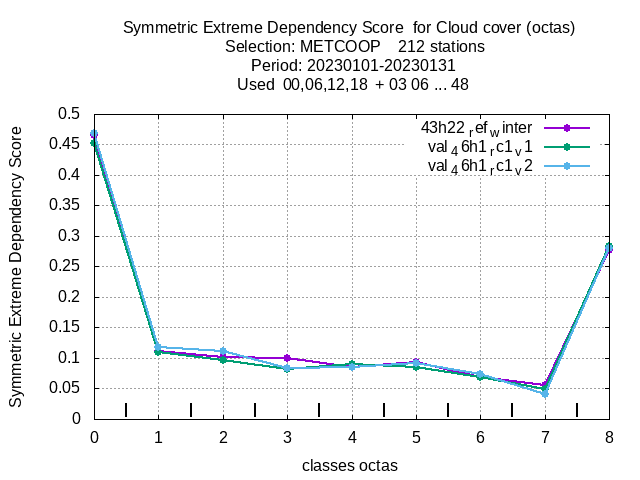 Symmetric Extreme Dependency Score  for Cloud cover (octas)
Selection: METCOOP    212 stations
Period: 20230101-20230131
Used  00,06,12,18  + 03 06 ... 48
Symmetric Extreme Dependency Score
0.5
0.45
0.4
0.35
0.3
0.25
0.2
0.15
0.1
0.05
0
43h22_ref_winter
val_46h1_rc1_v1
val_46h1_rc1_v2
0 1 2 3 4 5 6 7 8
classes octas